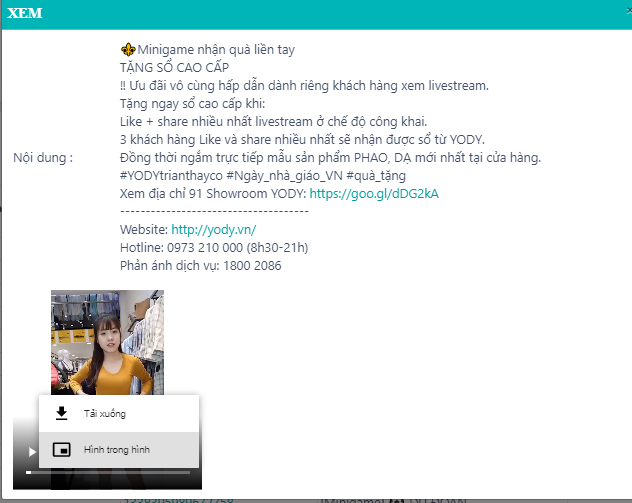 XEM
Nội dung :
⚜Minigame nhận quà liền tay
TẶNG SỔ CAO CẤP
‼ Ưu đãi vô cùng hấp dẫn dành riêng khách hàng xem livestream.
Tặng ngay sổ cao cấp khi:
Like + share nhiều nhất livestream ở chế độ công khai.
3 khách hàng Like và share nhiều nhất sẽ nhận được sổ từ YODY.
Đồng thời ngắm trực tiếp mẫu sản phẩm PHAO, DẠ mới nhất tại cửa hàng.
#YODYtrianthayco #Ngày_nhà_giáo_VN #quà_tặng
Xem địa chỉ 91 Showroom YODY: https://goo.gl/dDG2kA
-------------------------------------
Website: http://yody.vn/
Hotline: 0973 210 000 (8h30-21h)
Phản ánh dịch vụ: 1800 2086
Tải xuống
Hình trong hình